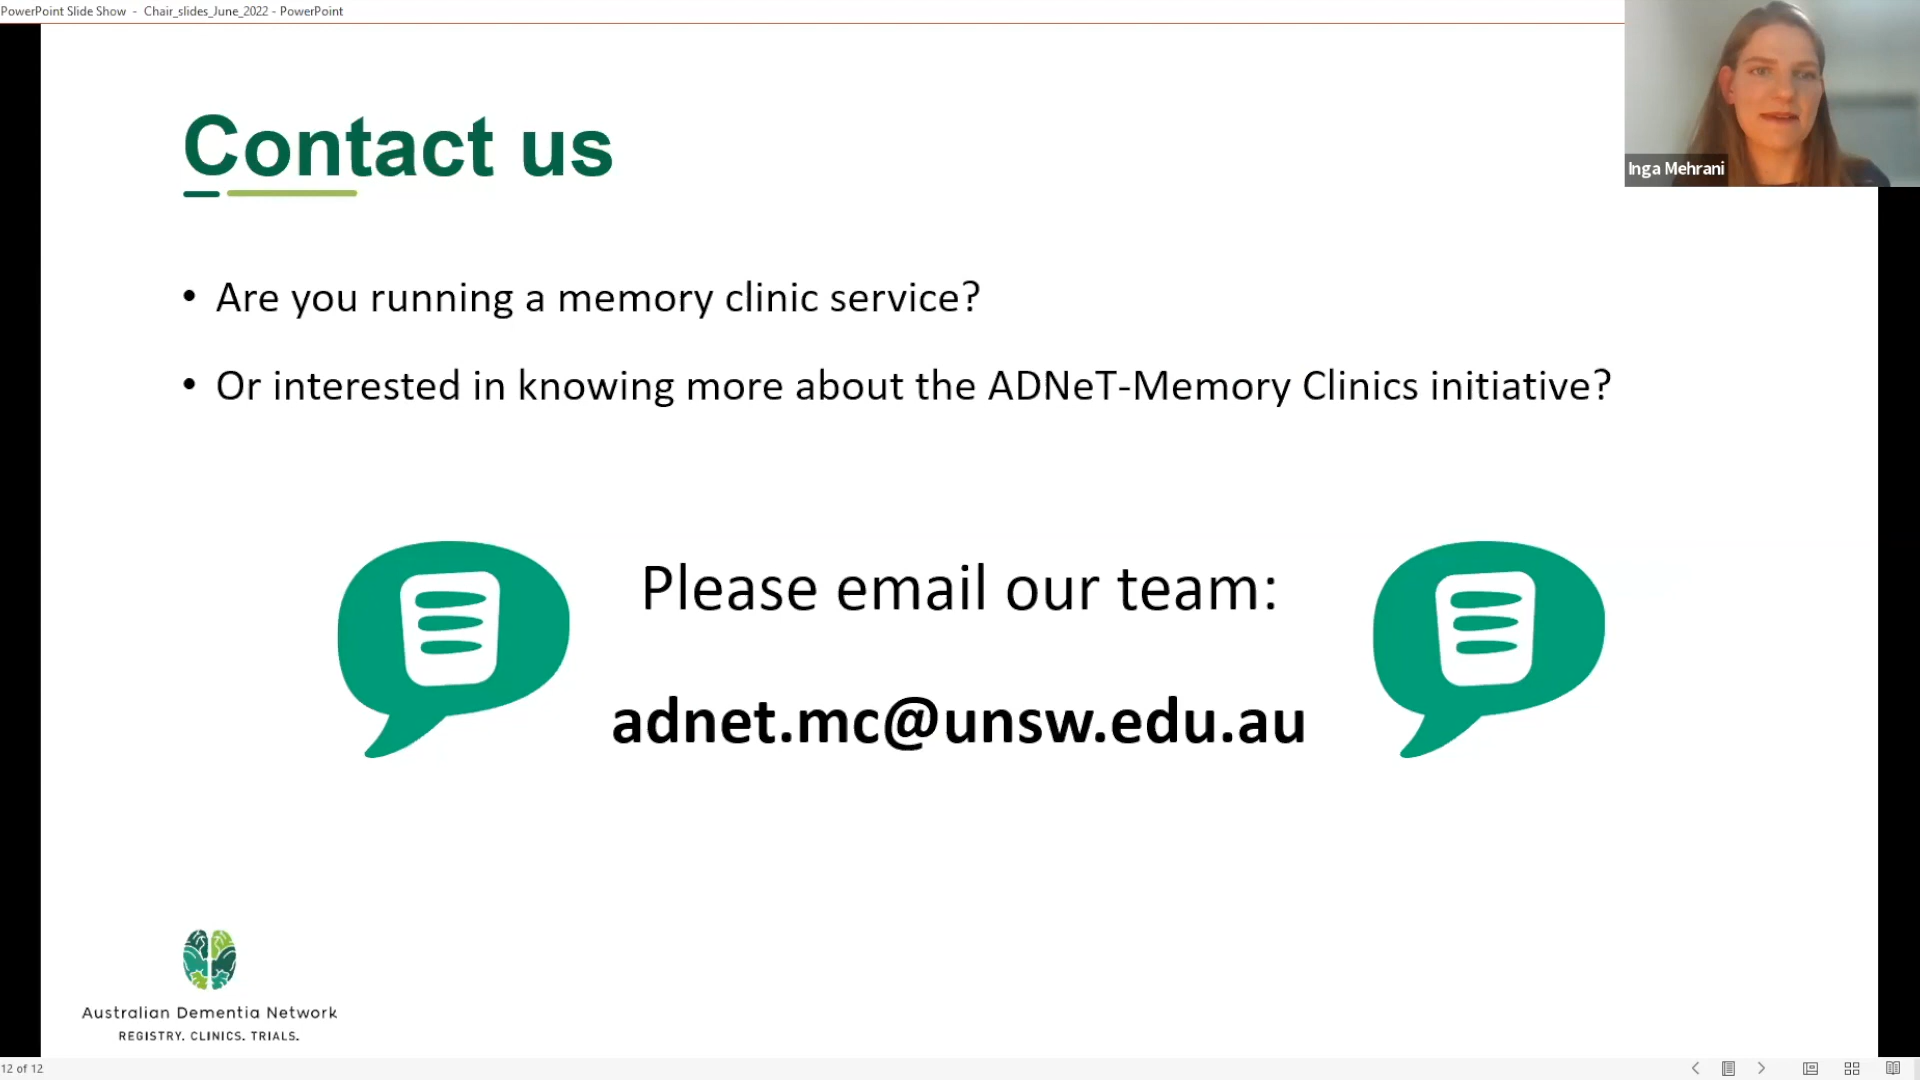 PowerPoint Slide Show - Chair_slides_June_2022 - PowerPoint
Inga Mehrani
Contact us
• Are you running a memory clinic service?
• Or interested in knowing more about the ADNeT-Memory Clinics initiative?
Please email our team:
adnet.mc@unsw.edu.au
Australian Dementia Network
REGISTRY. CLINICS. TRIALS.
12 of 12